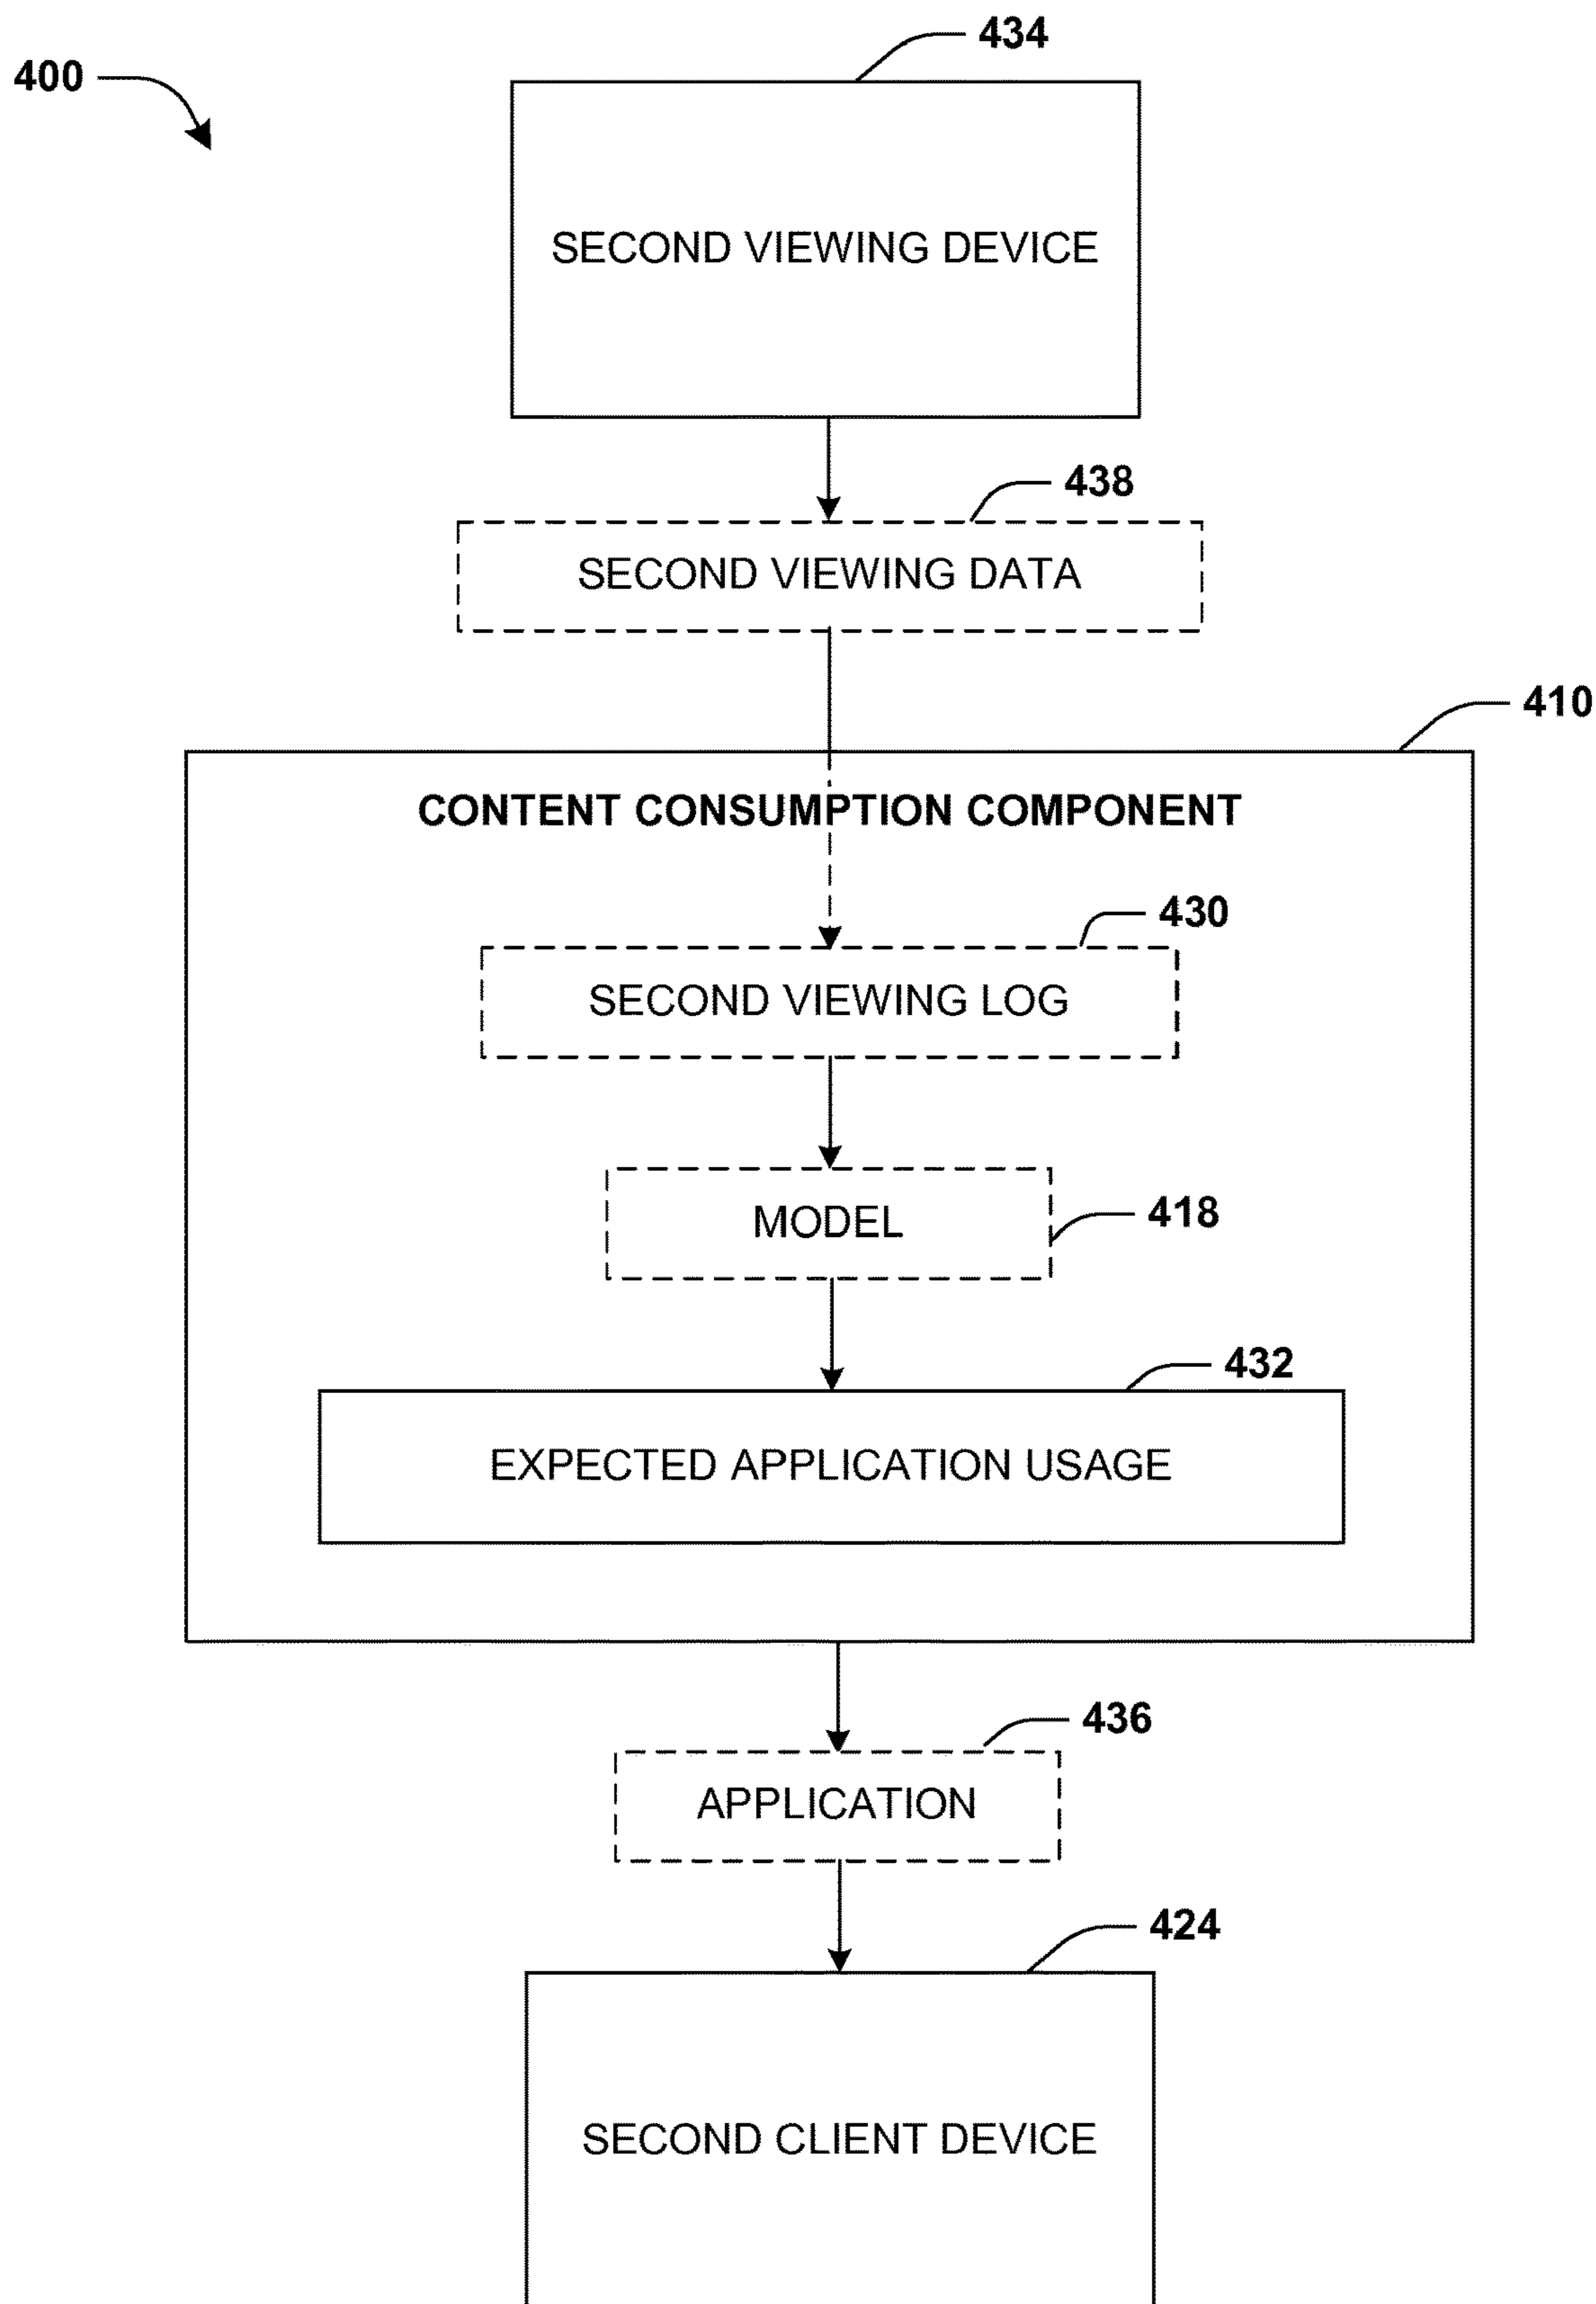 434
400
SECOND VIEWING DEVICE
438
SECOND VIEWING DATA
410
CONTENT CONSUMPTION COMPONENT
430
SECOND VIEWING LOG
MODEL
418
432
EXPECTED APPLICATION USAGE
436
APPLICATION
424
SECOND CLIENT DEVICE